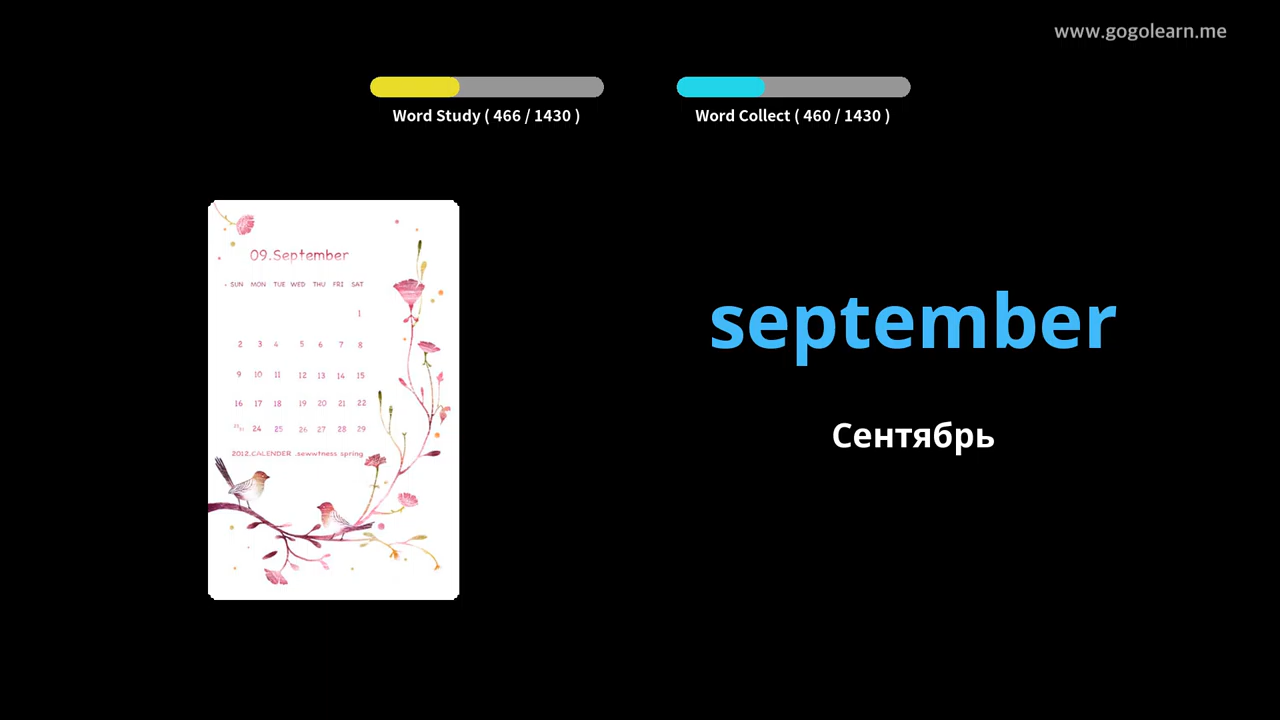 www.gogolearn.me
Word Study ( 466 / 1430 )
Word Collect ( 460 / 1430 )
09.September
SUN MON TUE WED THU FRI SAT
1
2 3 4 5 6 7 8
9 10 11 12 13 14 15
16 17 18 19 20 21 22
24 25 26 27 28 29
2012.CALENDER .sewwtness spring
september
Сентябрь